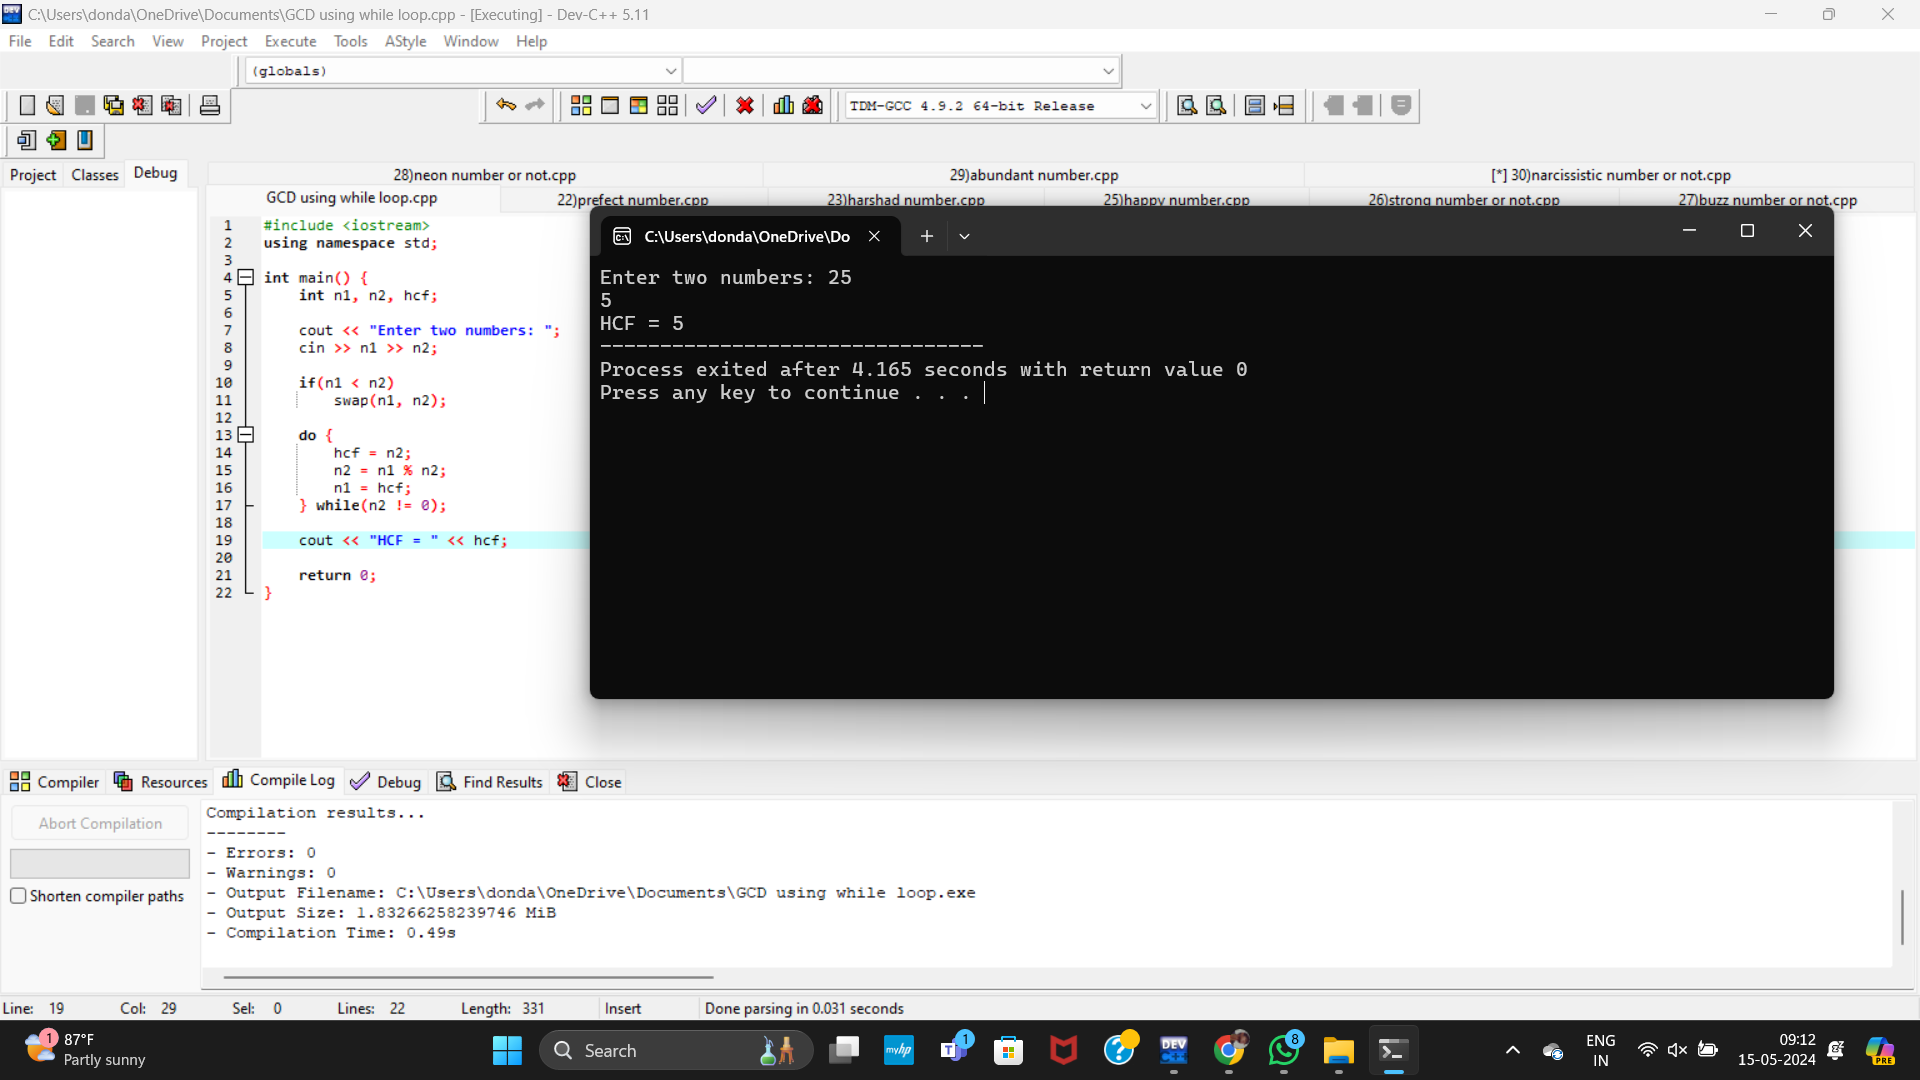 C:\Users\donda\OneDrive\Documents\GCD using while loop.cpp - [Executing] - Dev-C++ 5.11
File Edit Search View Project Execute Tools AStyle Window Help
(globals)
TDM-GCC 4.9.2 64-bit Release
Project Classes Debug
28)neon number or not.cpp 29)abundant number.cpp [*] 30)narcissistic number or not.cpp
GCD using while loop.cpp 22)prefect number.cpp 23)harshad number.cpp 25)happy number.cpp 26)strong number or not.cpp 27)buzz number or not.cpp
1 #include <iostream>
2 using namespace std;
3
4 int main() {
5 int n1, n2, hcf;
6
7 cout << "Enter two numbers: ";
8 cin >> n1 >> n2;
9
10 if(n1 < n2)
11 swap(n1, n2);
12
13 do {
14 hcf = n2;
15 n2 = n1 % n2;
16 n1 = hcf;
17 } while(n2 != 0);
18
19 cout << "HCF = " << hcf;
20
21 return 0;
22 }
C:\Users\donda\OneDrive\Do
Enter two numbers: 25
5
HCF = 5
--------------------------------
Process exited after 4.165 seconds with return value 0
Press any key to continue . . .
Compiler Resources Compile Log Debug Find Results Close
Abort Compilation
Shorten compiler paths
Compilation results...
--------
- Errors: 0
- Warnings: 0
- Output Filename: C:\Users\donda\OneDrive\Documents\GCD using while loop.exe
- Output Size: 1.83266258239746 MiB
- Compilation Time: 0.49s
Line: 19 Col: 29 Sel: 0 Lines: 22 Length: 331 Insert Done parsing in 0.031 seconds
1
87°F
Partly sunny
Search
myhp
1
DEV
8
ENG
IN
09:12
15-05-2024
PRE